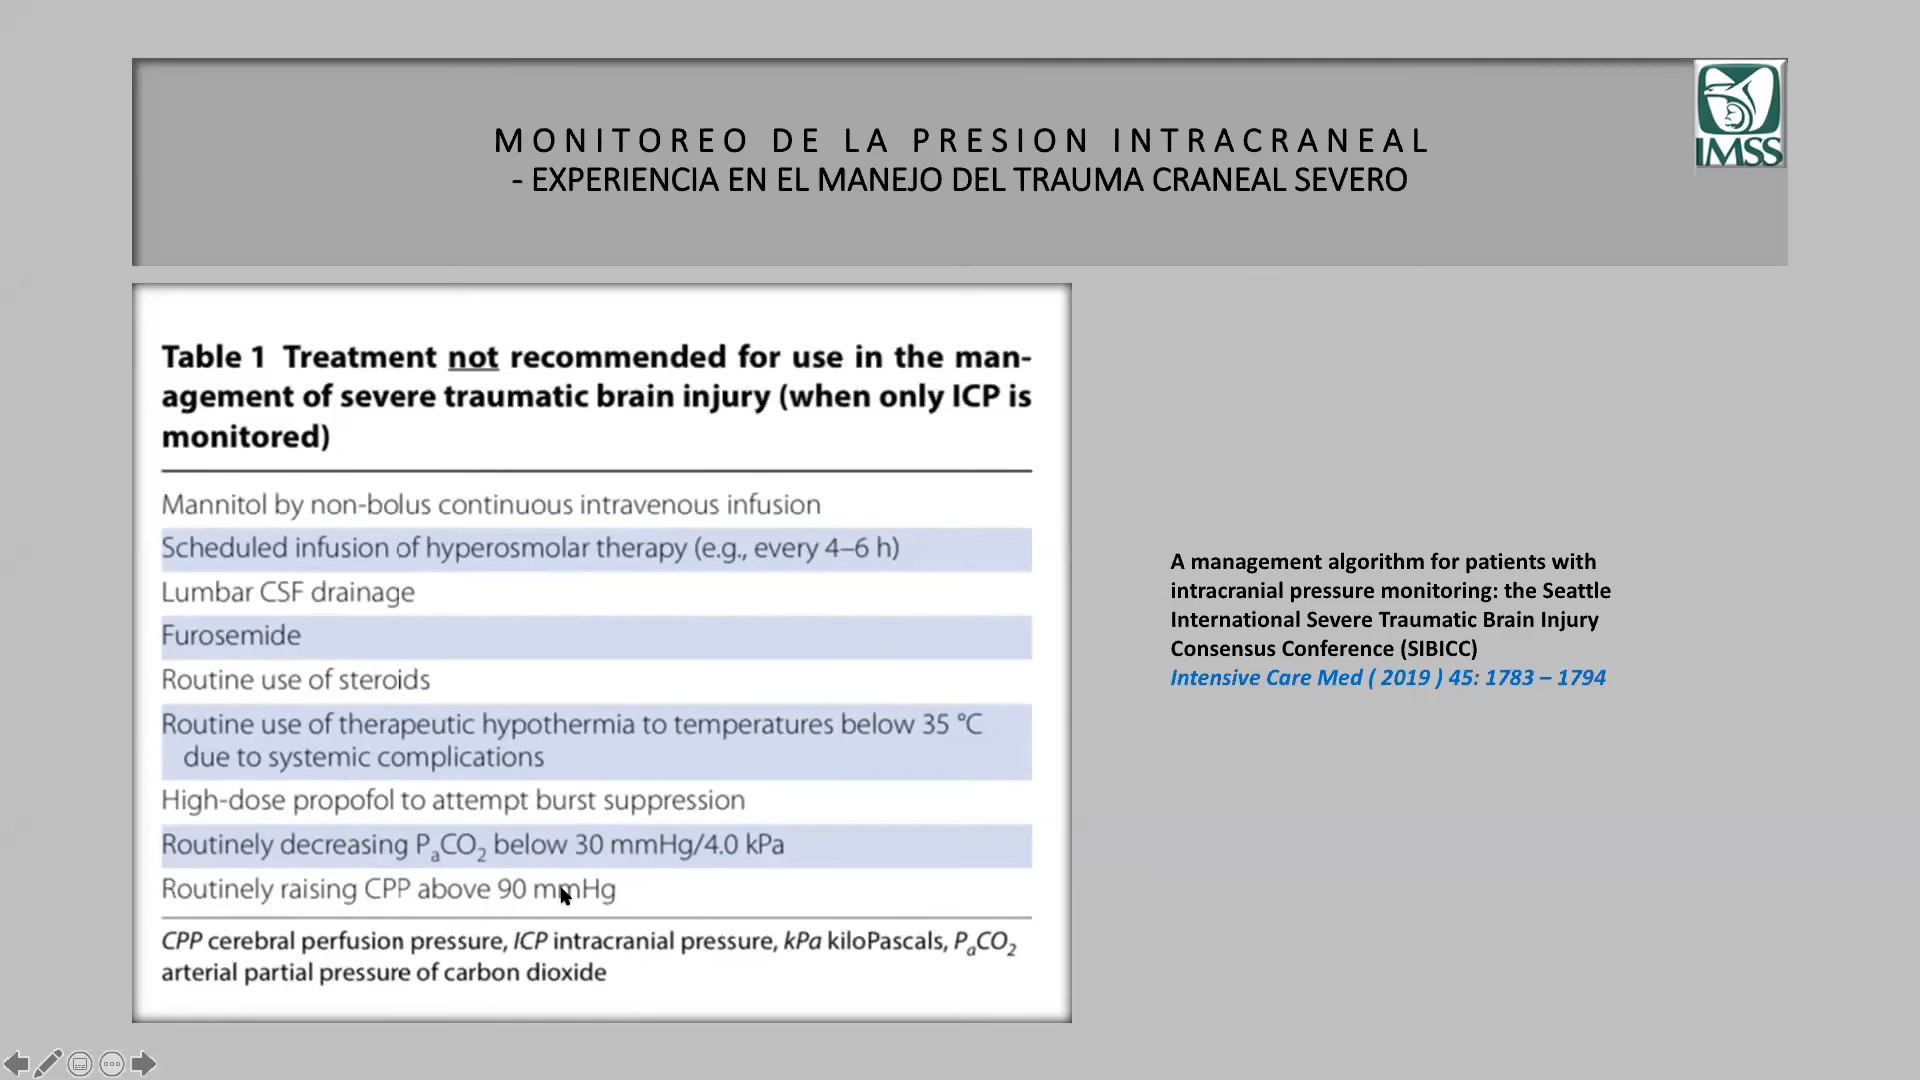 MONITOREO DE LA PRESION INTRACRANEAL
- EXPERIENCIA EN EL MANEJO DEL TRAUMA CRANEAL SEVERO
IMSS
Table 1 Treatment not recommended for use in the man-
agement of severe traumatic brain injury (when only ICP is
monitored)
Mannitol by non-bolus continuous intravenous infusion
Scheduled infusion of hyperosmolar therapy (e.g., every 4–6 h)
Lumbar CSF drainage
Furosemide
Routine use of steroids
Routine use of therapeutic hypothermia to temperatures below 35 °C
due to systemic complications
High-dose propofol to attempt burst suppression
Routinely decreasing PaCO2 below 30 mmHg/4.0 kPa
Routinely raising CPP above 90 mmHg
CPP cerebral perfusion pressure, ICP intracranial pressure, kPa kiloPascals, PaCO2
arterial partial pressure of carbon dioxide
A management algorithm for patients with
intracranial pressure monitoring: the Seattle
International Severe Traumatic Brain Injury
Consensus Conference (SIBICC)
Intensive Care Med ( 2019 ) 45: 1783 – 1794